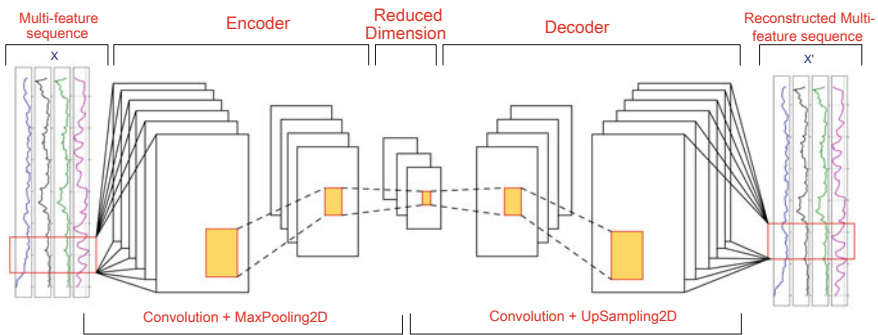 Multi-feature
sequence
X
Encoder
Reduced
Dimension
Decoder
Reconstructed Multi-
feature sequence
X'
Convolution + MaxPooling2D
Convolution + UpSampling2D